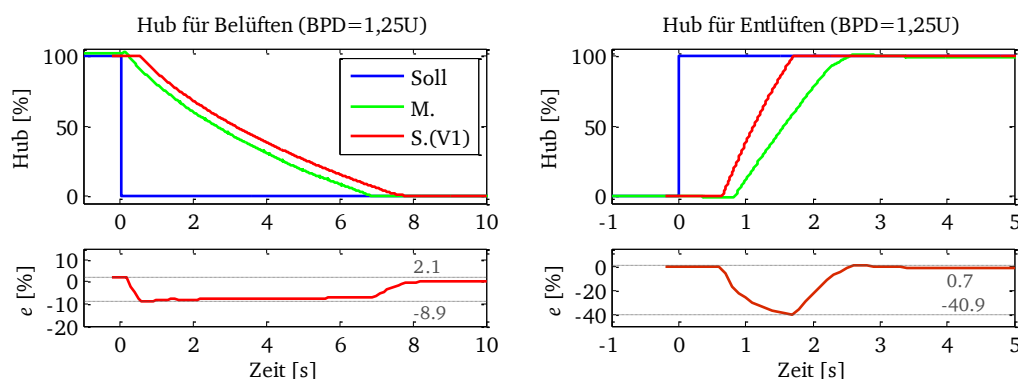 Hub für Belüften (BPD=1,25U)
Hub [%]
100
50
0
Soll
M.
S.(V1)
0 2 4 6 8 10
e [%]
10
0
-10
-20
2.1
-8.9
0 2 4 6 8 10
Zeit [s]
Hub für Entlüften (BPD=1,25U)
Hub [%]
100
50
0
-1 0 1 2 3 4 5
e [%]
0
-20
-40
0.7
-40.9
-1 0 1 2 3 4 5
Zeit [s]